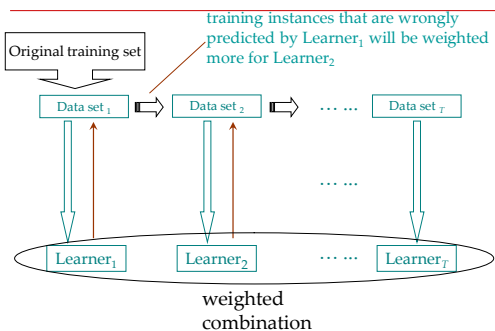 training instances that are wrongly
predicted by Learner₁ will be weighted
more for Learner₂
Original training set
Data set ₁
Data set ₂
... ...
Data set T
... ...
Learner₁
Learner₂
... ...
LearnerT
weighted
combination